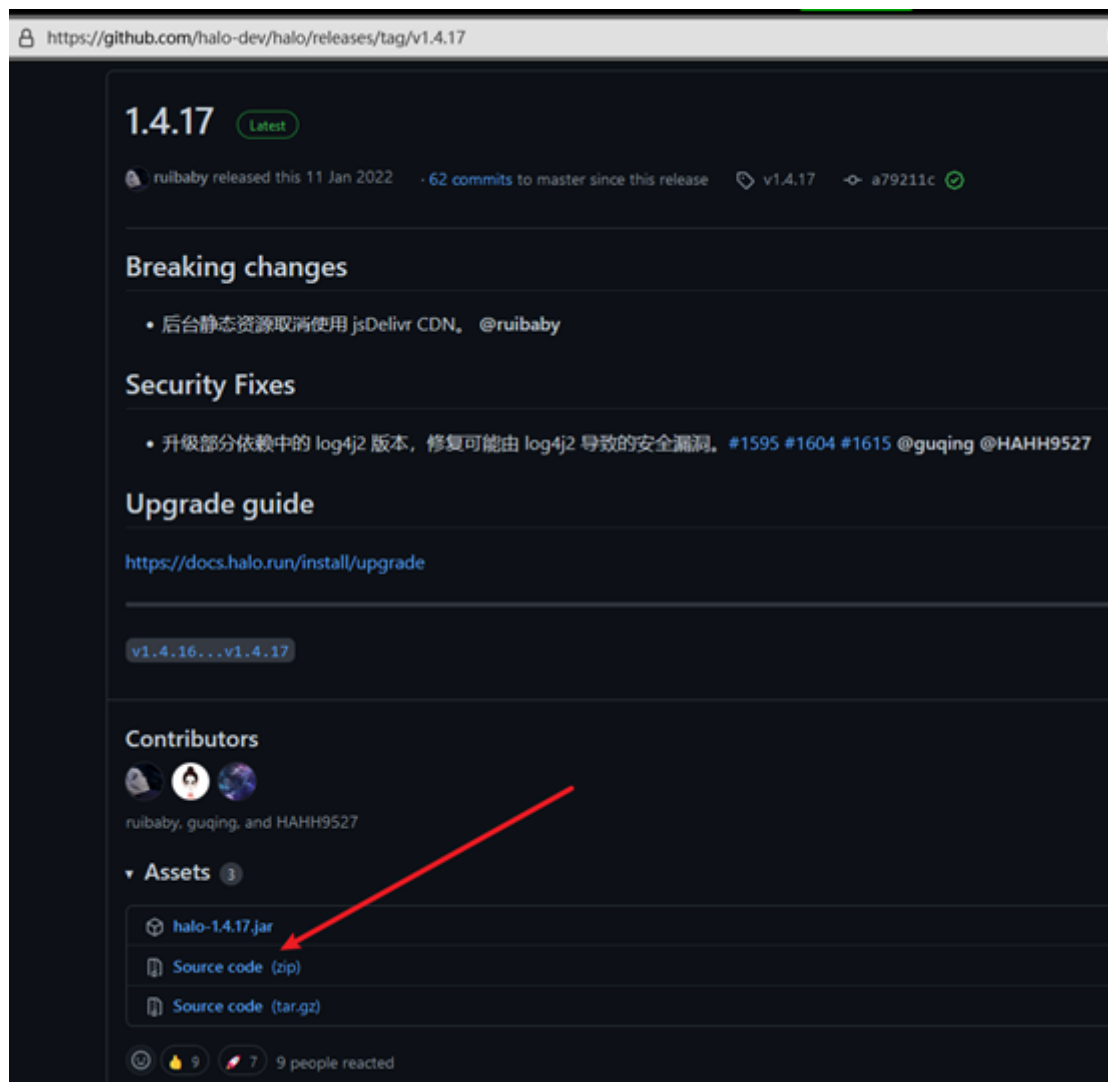 https://github.com/halo-dev/halo/releases/tag/v1.4.17
1.4.17 Latest
ruibaby released this 11 Jan 2022 · 62 commits to master since this release v1.4.17 a79211c
Breaking changes
• 后台静态资源取消使用 jsDelivr CDN。 @ruibaby
Security Fixes
• 升级部分依赖中的 log4j2 版本，修复可能由 log4j2 导致的安全漏洞。#1595 #1604 #1615 @guqing @HAHH9527
Upgrade guide
https://docs.halo.run/install/upgrade
v1.4.16...v1.4.17
Contributors
ruibaby, guqing, and HAHH9527
Assets 3
halo-1.4.17.jar
Source code (zip)
Source code (tar.gz)
9 7 9 people reacted